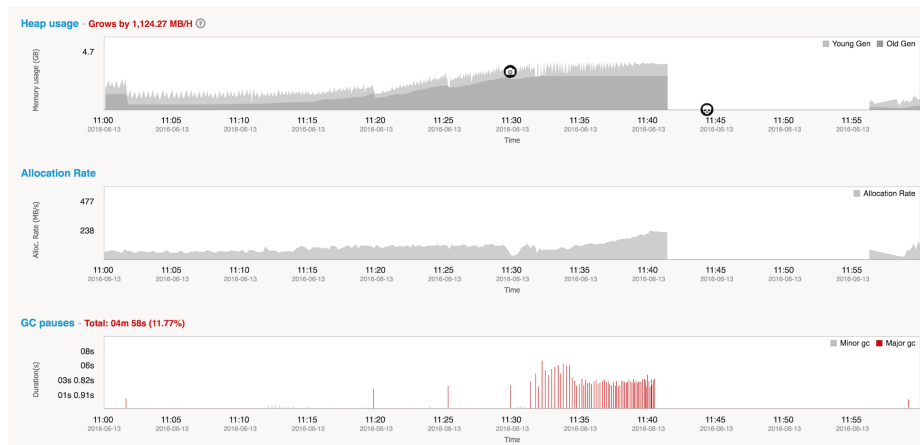 Heap usage - Grows by 1,124.27 MB/H ?
Young Gen Old Gen
4.7
Memory usage (GB)
11:00 11:05 11:10 11:15 11:20 11:25 11:30 11:35 11:40 11:45 11:50 11:55
2016-06-13 2016-06-13 2016-06-13 2016-06-13 2016-06-13 2016-06-13 2016-06-13 2016-06-13 2016-06-13 2016-06-13 2016-06-13 2016-06-13
Time
Allocation Rate
Allocation Rate
477
238
Alloc. Rate (MB/s)
11:00 11:05 11:10 11:15 11:20 11:25 11:30 11:35 11:40 11:45 11:50 11:55
2016-06-13 2016-06-13 2016-06-13 2016-06-13 2016-06-13 2016-06-13 2016-06-13 2016-06-13 2016-06-13 2016-06-13 2016-06-13 2016-06-13
Time
GC pauses - Total: 04m 58s (11.77%)
Minor gc Major gc
08s
06s
03s 0.82s
01s 0.91s
Duration(s)
11:00 11:05 11:10 11:15 11:20 11:25 11:30 11:35 11:40 11:45 11:50 11:55
2016-06-13 2016-06-13 2016-06-13 2016-06-13 2016-06-13 2016-06-13 2016-06-13 2016-06-13 2016-06-13 2016-06-13 2016-06-13 2016-06-13
Time